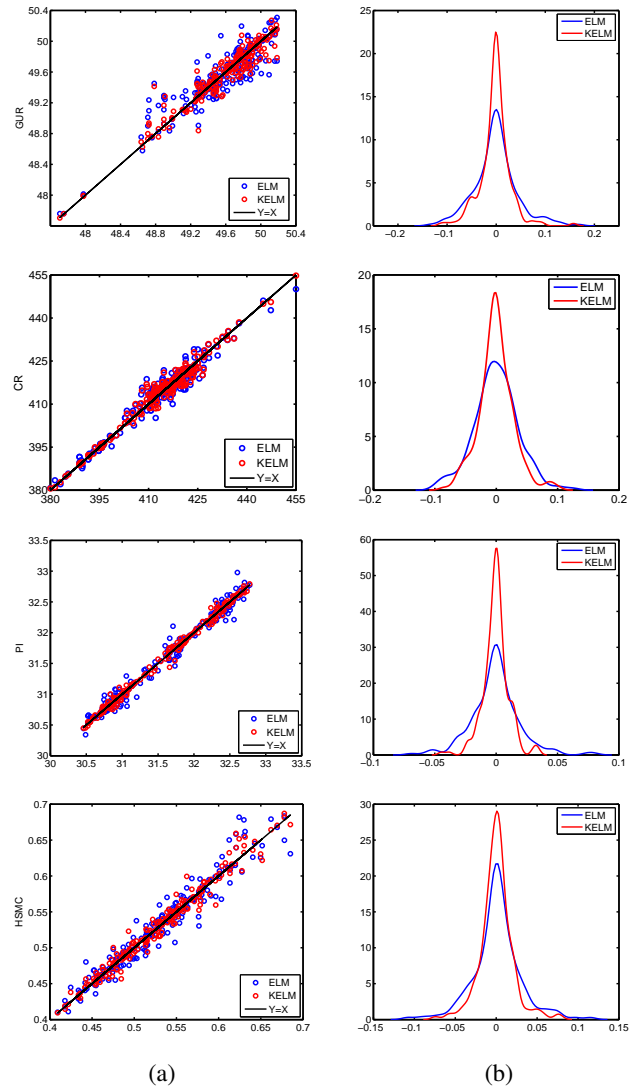 50.4
50
49.6
49.2
48.8
48.4
48
GUR
48 48.4 48.8 49.2 49.6 50 50.4
ELM
KELM
Y=X
25
20
15
10
5
0
−0.2 −0.1 0 0.1 0.2
ELM
KELM
455
440
425
410
395
380
CR
380 395 410 425 440 455
ELM
KELM
Y=X
20
15
10
5
0
−0.2 −0.1 0 0.1 0.2
ELM
KELM
33.5
33
32.5
32
31.5
31
30.5
30
PI
30 30.5 31 31.5 32 32.5 33 33.5
ELM
KELM
Y=X
60
50
40
30
20
10
0
−0.1 −0.05 0 0.05 0.1
ELM
KELM
0.7
0.65
0.6
0.55
0.5
0.45
0.4
HSMC
0.4 0.45 0.5 0.55 0.6 0.65 0.7
ELM
KELM
Y=X
30
25
20
15
10
5
0
−0.15 −0.1 −0.05 0 0.05 0.1 0.15
ELM
KELM
(a) (b)